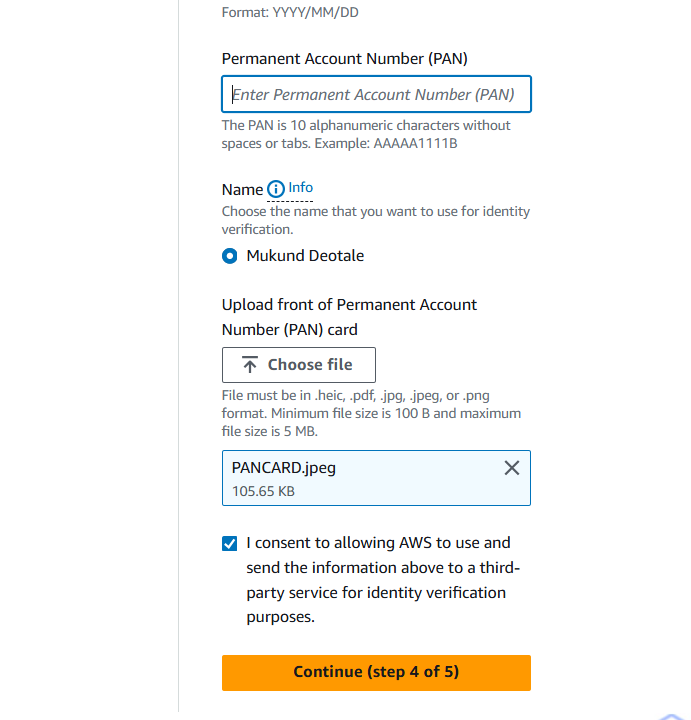 Format: YYYY/MM/DD
Permanent Account Number (PAN)
Enter Permanent Account Number (PAN)
The PAN is 10 alphanumeric characters without
spaces or tabs. Example: AAAAA1111B
Name Info
Choose the name that you want to use for identity
verification.
Mukund Deotale
Upload front of Permanent Account
Number (PAN) card
Choose file
File must be in .heic, .pdf, .jpg, .jpeg, or .png
format. Minimum file size is 100 B and maximum
file size is 5 MB.
PANCARD.jpeg
105.65 KB
I consent to allowing AWS to use and
send the information above to a third-
party service for identity verification
purposes.
Continue (step 4 of 5)